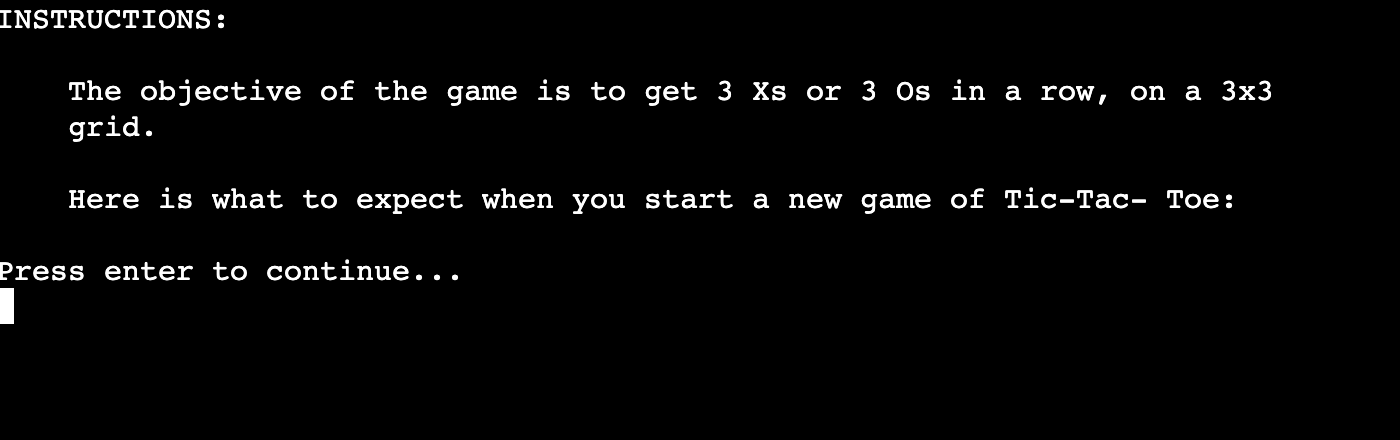 INSTRUCTIONS:
The objective of the game is to get 3 Xs or 3 Os in a row, on a 3x3
grid.
Here is what to expect when you start a new game of Tic-Tac- Toe:
Press enter to continue...